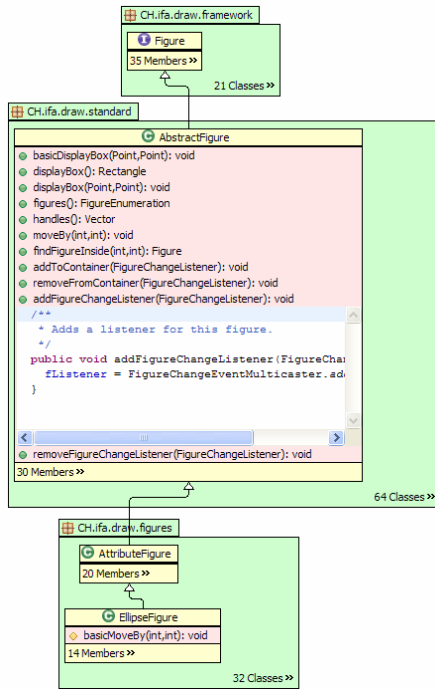 CH.ifa.draw.framework
Figure
35 Members »
21 Classes »
CH.ifa.draw.standard
AbstractFigure
basicDisplayBox(Point,Point): void
displayBox(): Rectangle
displayBox(Point,Point): void
figures(): FigureEnumeration
handles(): Vector
moveBy(int,int): void
findFigureInside(int,int): Figure
addToContainer(FigureChangeListener): void
removeFromContainer(FigureChangeListener): void
addFigureChangeListener(FigureChangeListener): void
/**
* Adds a listener for this figure.
*/
public void addFigureChangeListener(FigureChan
fListener = FigureChangeEventMulticaster.add
}
removeFigureChangeListener(FigureChangeListener): void
30 Members »
64 Classes »
CH.ifa.draw.figures
AttributeFigure
20 Members »
EllipseFigure
basicMoveBy(int,int): void
14 Members »
32 Classes »